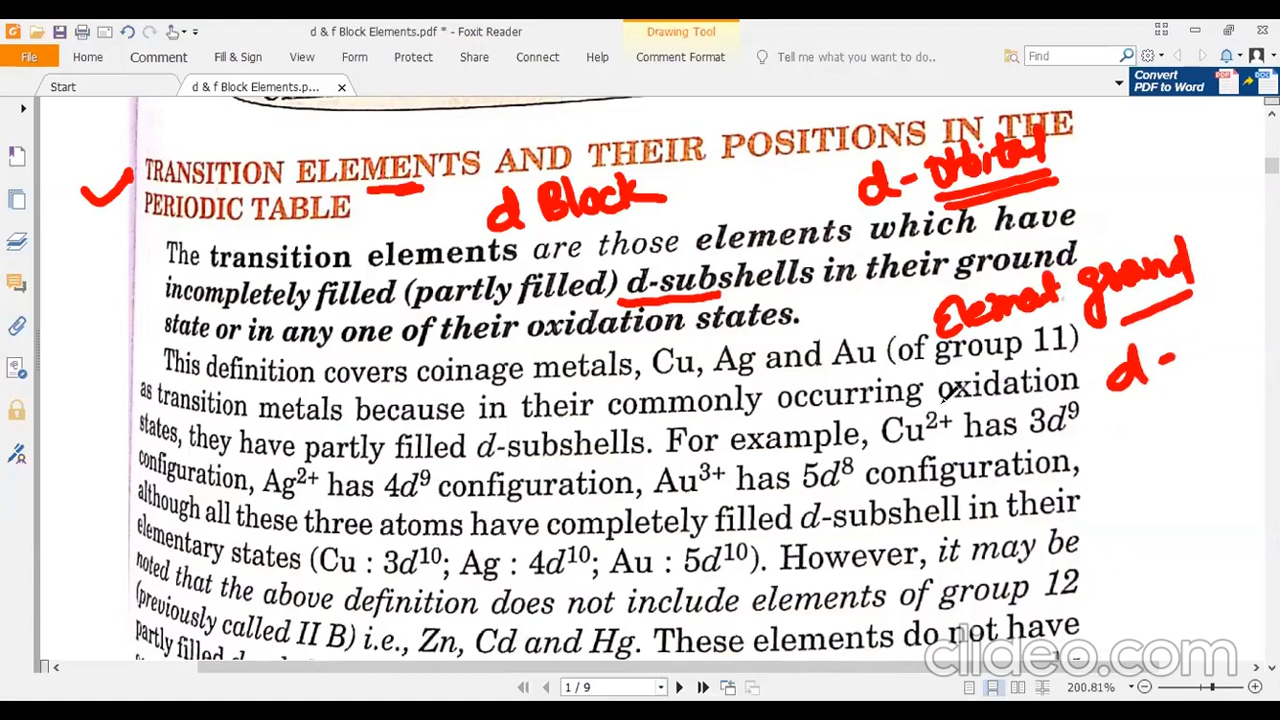 d & f Block Elements.pdf * - Foxit Reader
Drawing Tool
File Home Comment Fill & Sign View Form Protect Share Connect Help Comment Format Tell me what you want to do.. Find
Start d & f Block Elements.p... Convert
PDF to Word
TRANSITION ELEMENTS AND THEIR POSITIONS IN THE
PERIODIC TABLE
d Block
d - Orbital
The transition elements are those elements which have
incompletely filled (partly filled) d-subshells in their ground
state or in any one of their oxidation states.
Element ground
d -
This definition covers coinage metals, Cu, Ag and Au (of group 11)
as transition metals because in their commonly occurring oxidation
states, they have partly filled d-subshells. For example, Cu²⁺ has 3d⁹
configuration, Ag²⁺ has 4d⁹ configuration, Au³⁺ has 5d⁸ configuration,
although all these three atoms have completely filled d-subshell in their
elementary states (Cu : 3d¹⁰; Ag : 4d¹⁰; Au : 5d¹⁰). However, it may be
noted that the above definition does not include elements of group 12
(previously called II B) i.e., Zn, Cd and Hg. These elements do not have
partly filled
clideo.com
1 / 9 200.81%